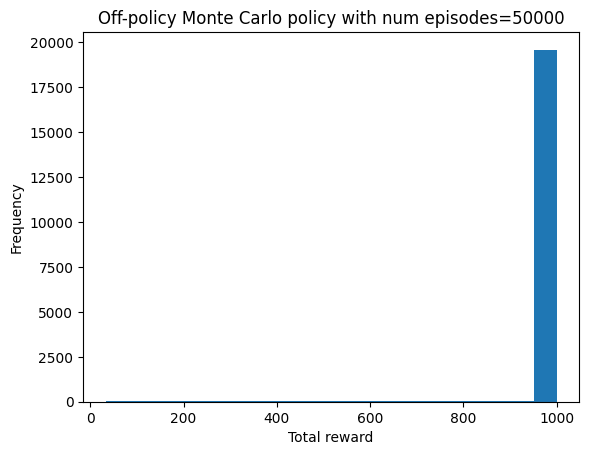 Off-policy Monte Carlo policy with num episodes=50000
20000
17500
15000
12500
10000
7500
5000
2500
0
Frequency
0 200 400 600 800 1000
Total reward